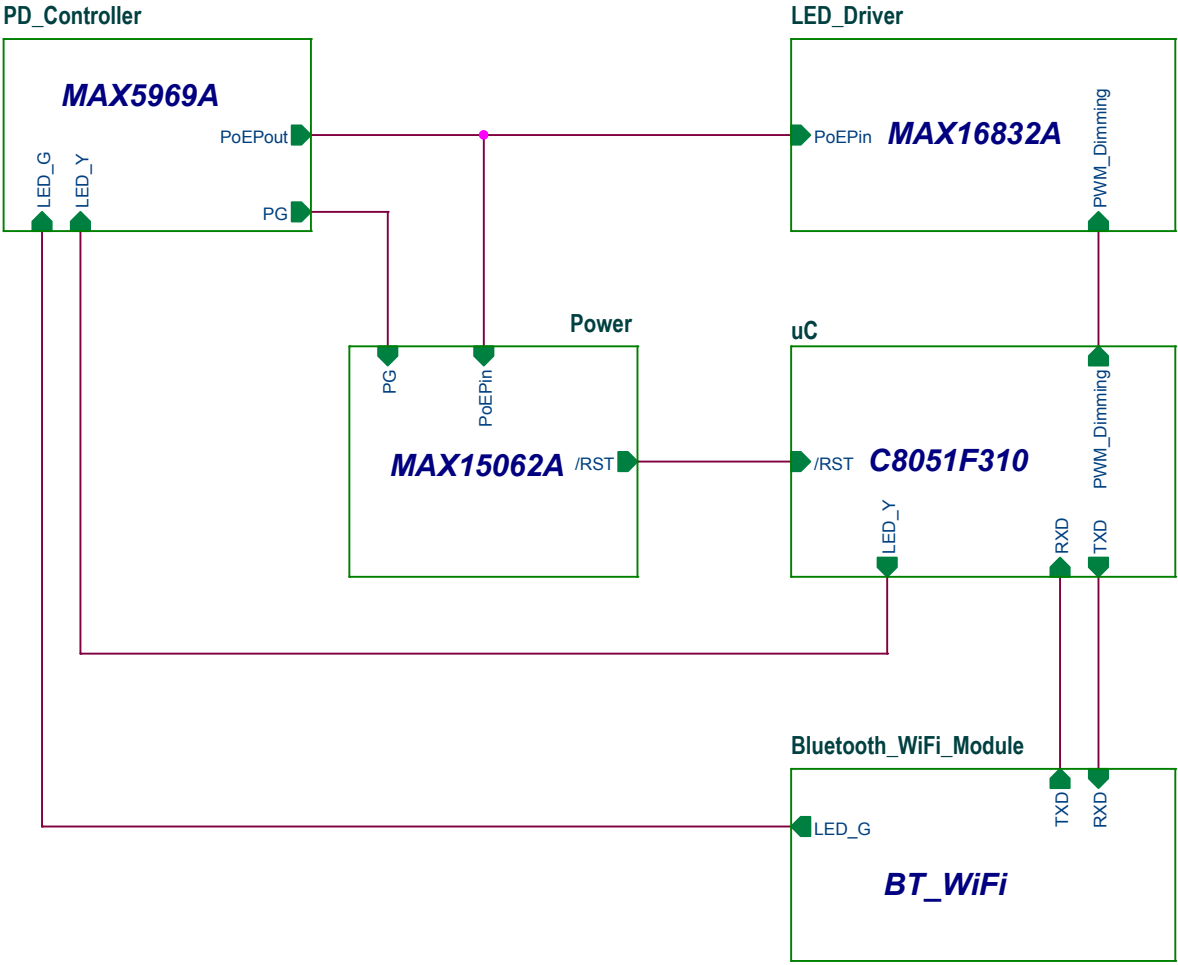 PD_Controller
MAX5969A
PoEPout
LED_G
LED_Y
PG
LED_Driver
PoEPin
MAX16832A
PWM_Dimming
Power
PG
PoEPin
MAX15062A
/RST
uC
/RST
C8051F310
PWM_Dimming
LED_Y
RXD
TXD
Bluetooth_WiFi_Module
TXD
RXD
LED_G
BT_WiFi